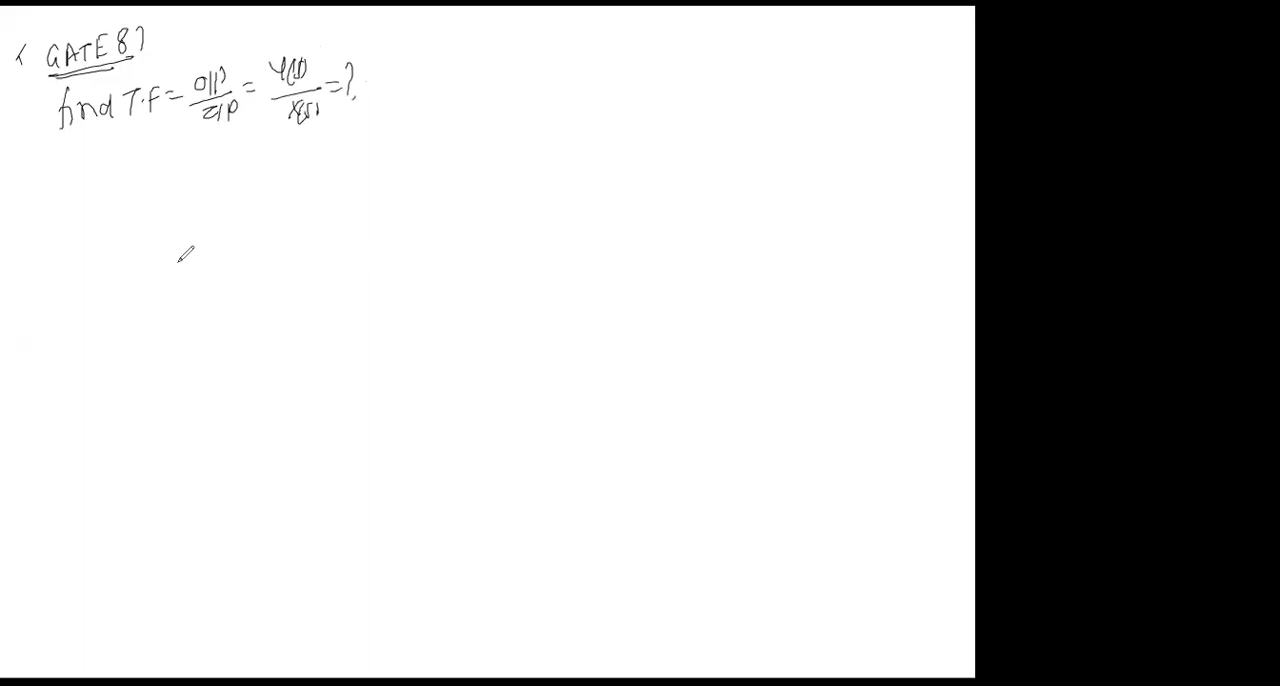 GATE 87
find T.F = O/P / I/P = Y(s) / X(s) = ?